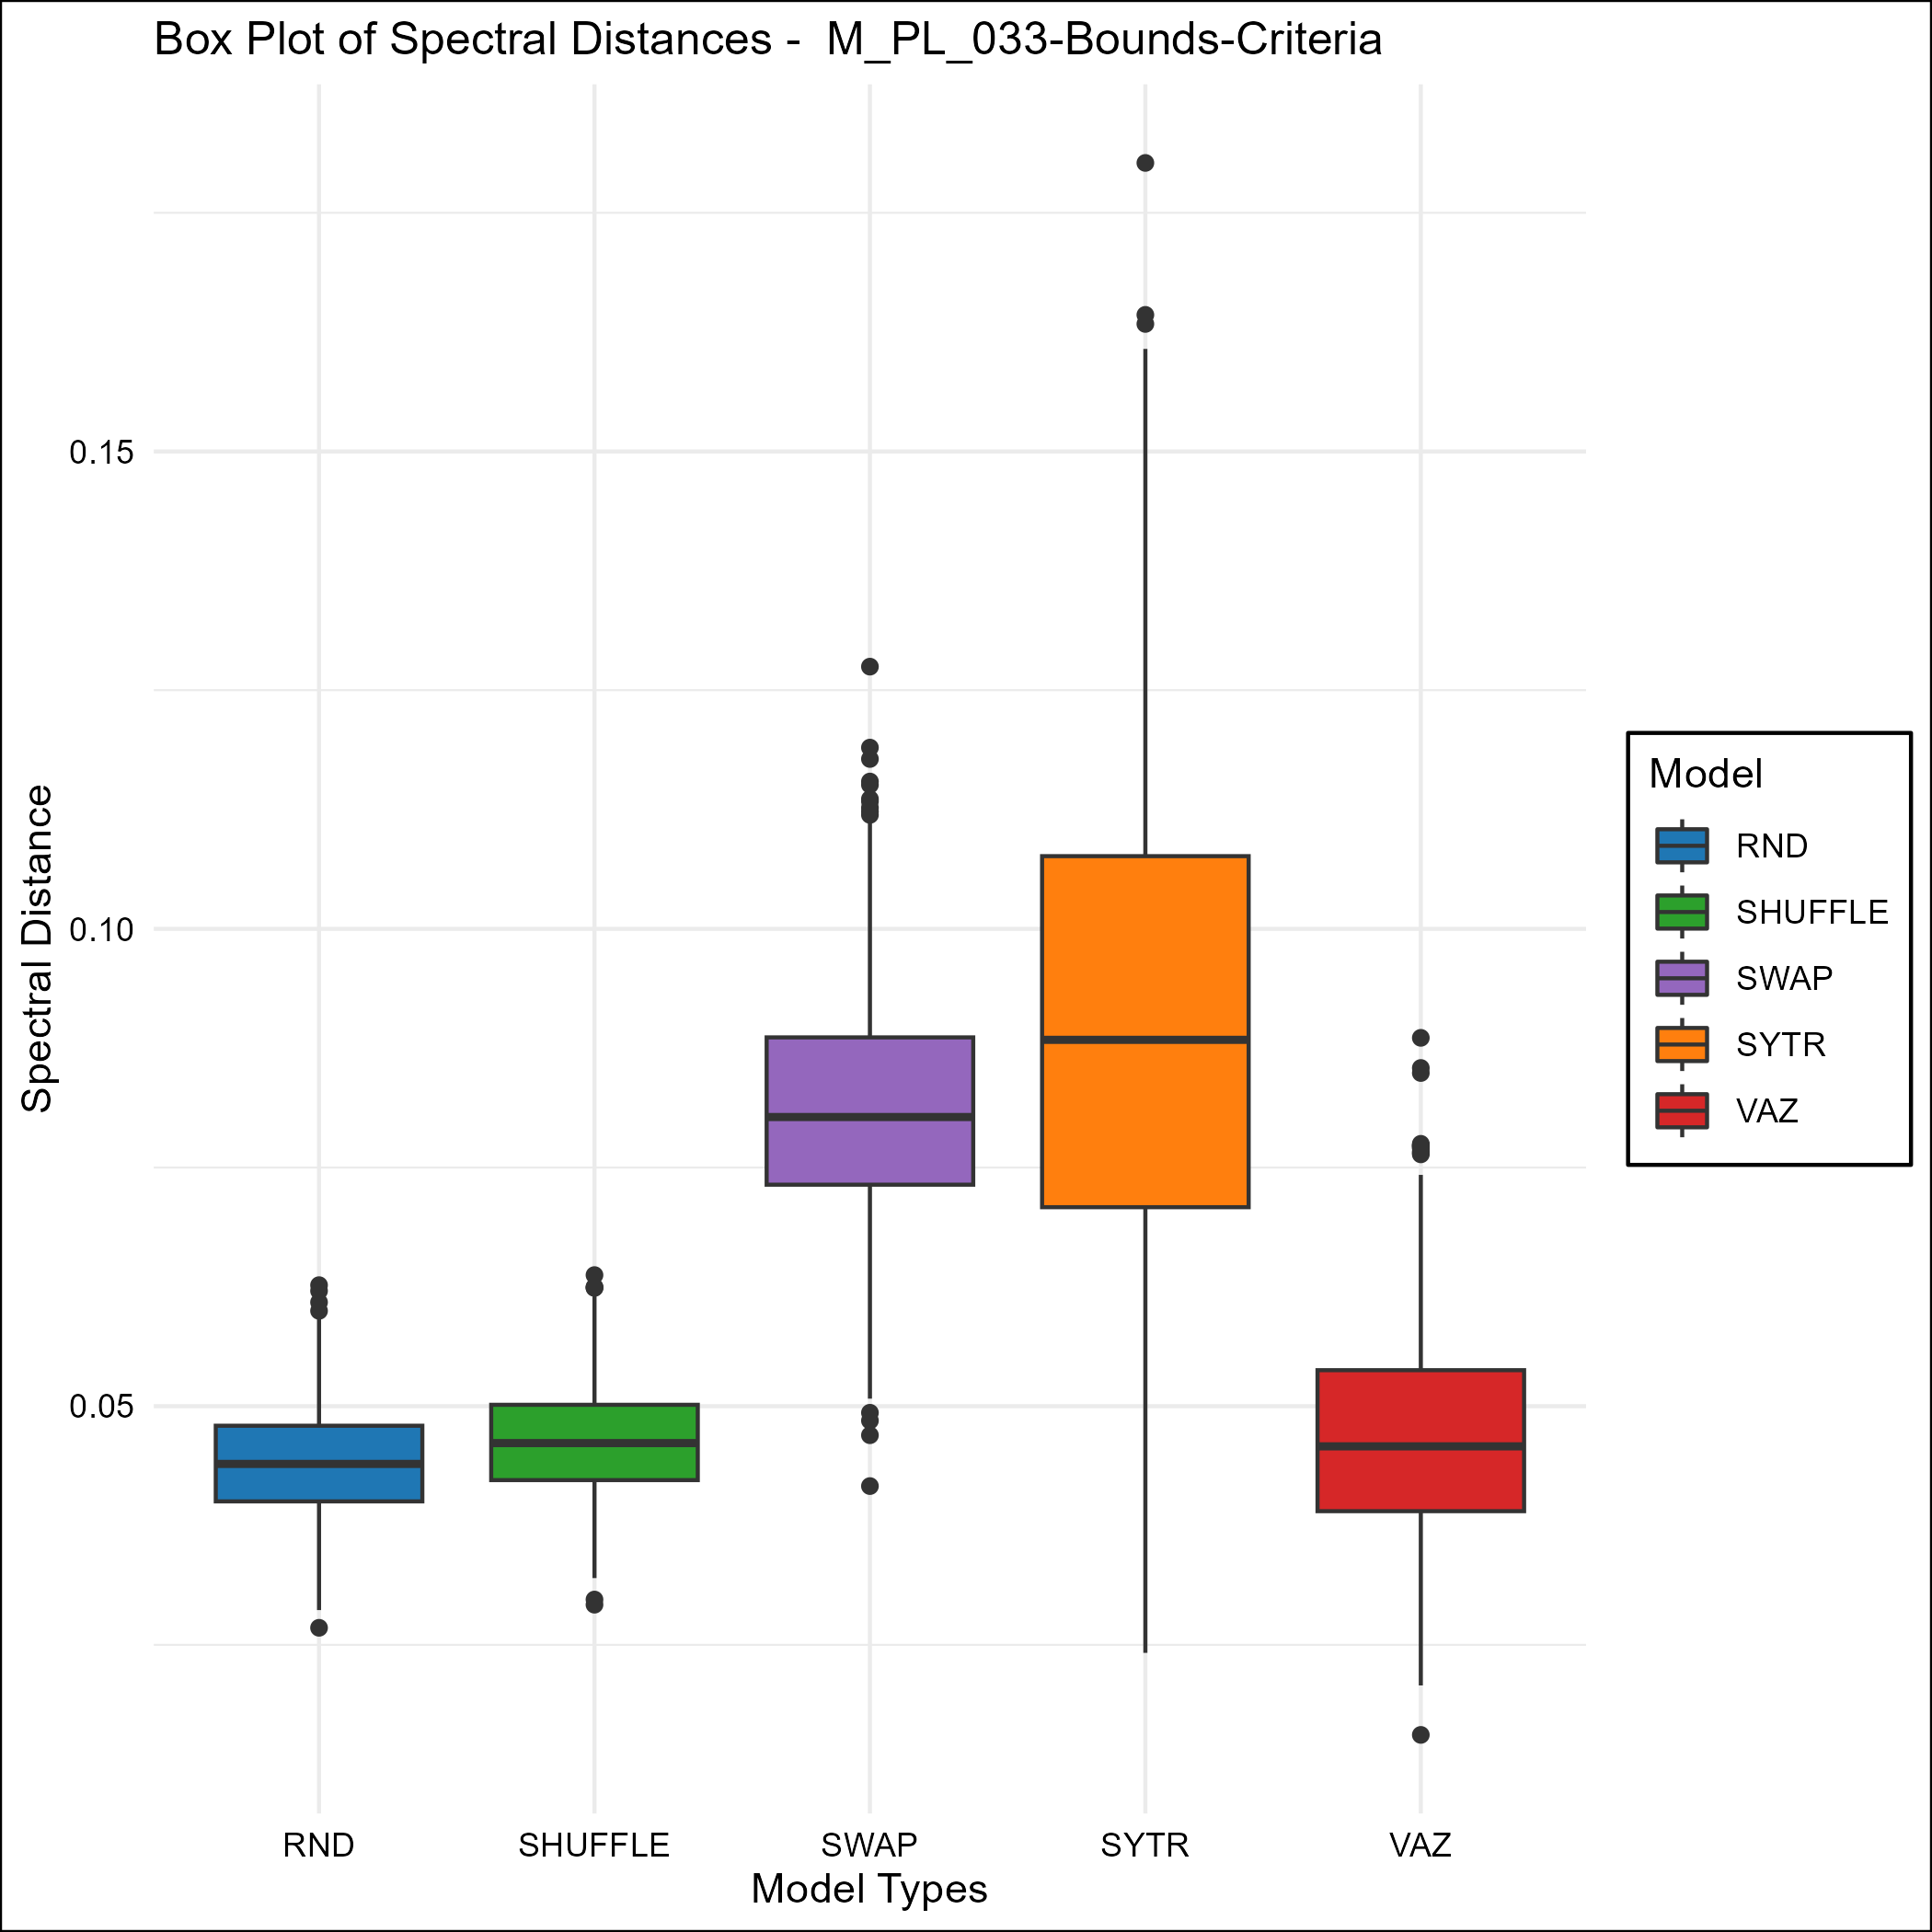 Box Plot of Spectral Distances -  M_PL_033-Bounds-Criteria
Spectral Distance
0.15
0.10
0.05
RND
SHUFFLE
SWAP
SYTR
VAZ
Model Types
Model
RND
SHUFFLE
SWAP
SYTR
VAZ